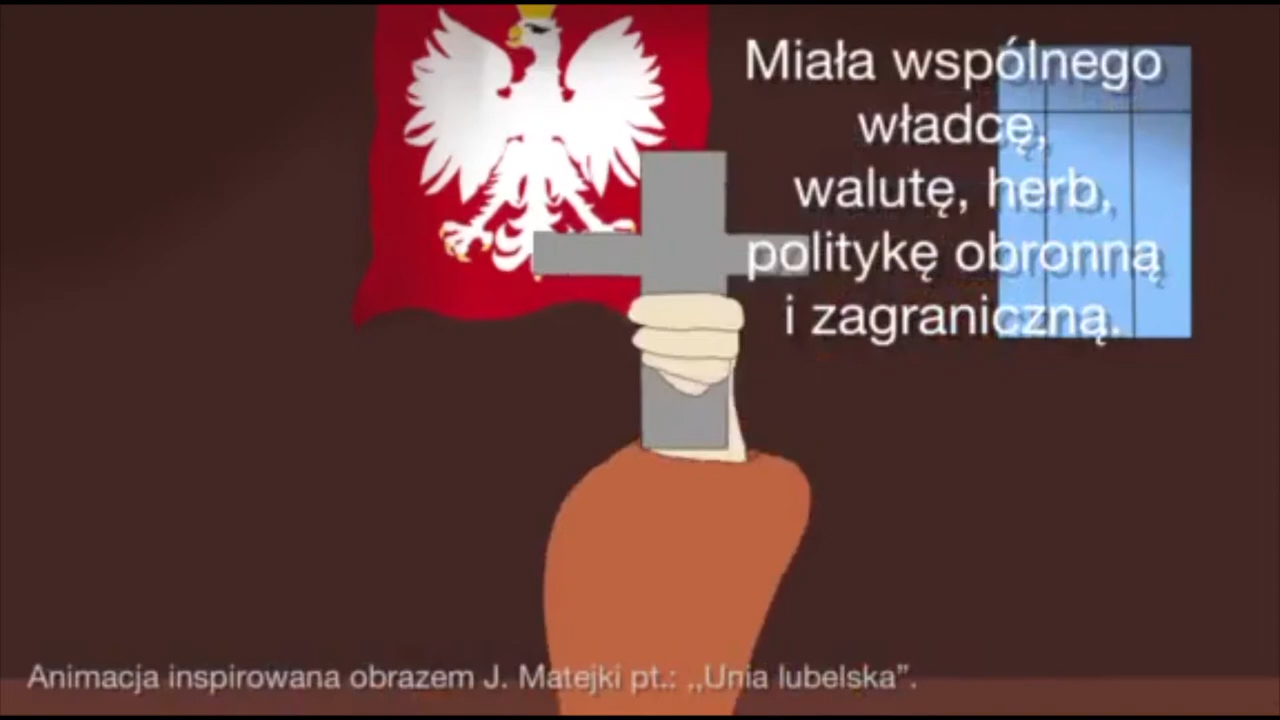 Miała wspólnego
władcę,
walutę, herb,
politykę obronną
i zagraniczną.
Animacja inspirowana obrazem J. Matejki pt.: ,,Unia lubelska”.